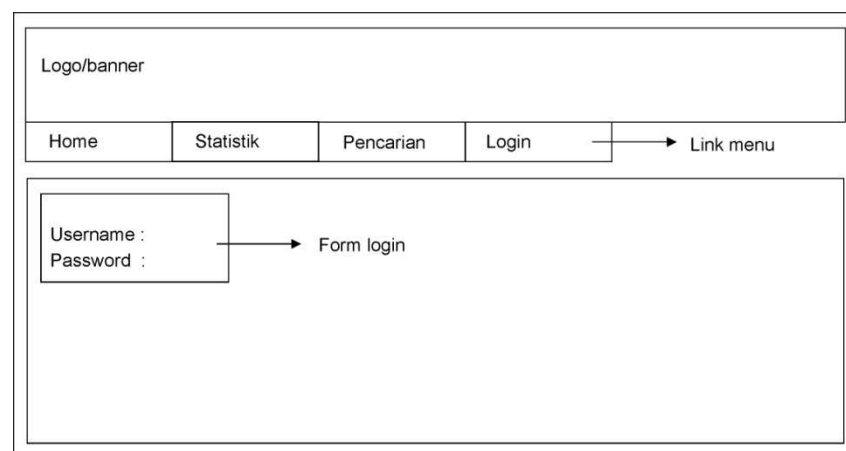 Logo/banner
Home Statistik Pencarian Login Link menu
Username :
Password :
Form login